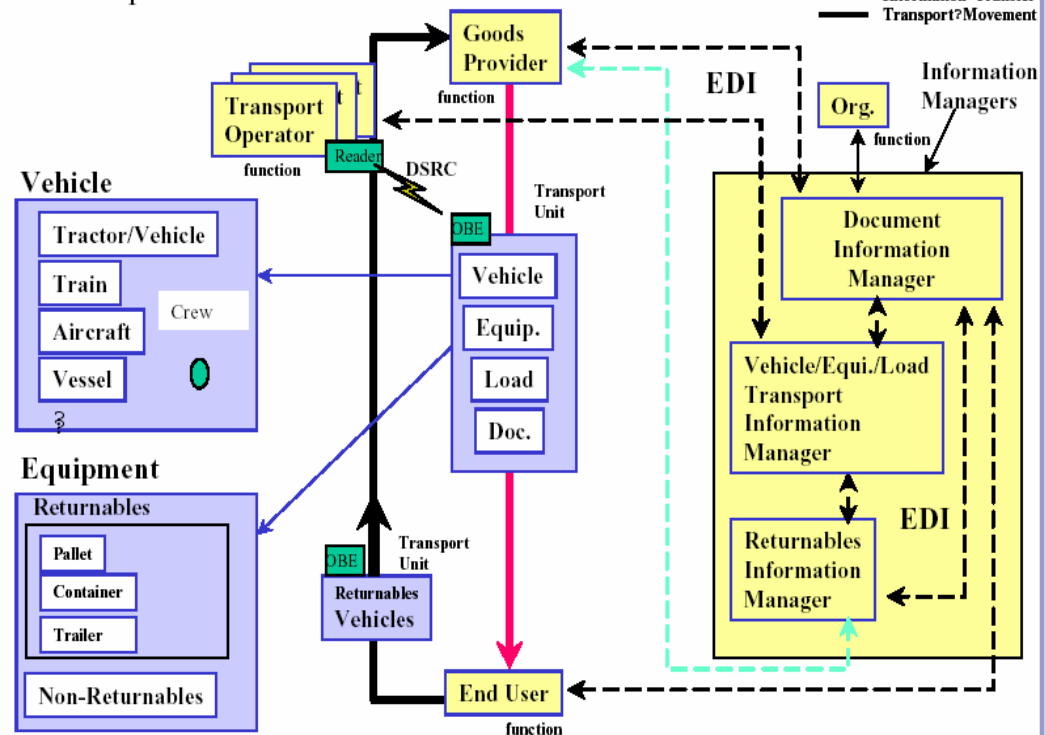 Transport?Movement
Goods
Provider
function
EDI
Information
Managers
Org.
function
t
t
Transport
Operator
function
Reader
DSRC
Vehicle
Tractor/Vehicle
Train
Aircraft
Vessel
?
Crew
Transport
Unit
OBE
Vehicle
Equip.
Load
Doc.
Document
Information
Manager
Vehicle/Equi./Load
Transport
Information
Manager
EDI
Returnables
Information
Manager
Equipment
Returnables
Pallet
Container
Trailer
Non-Returnables
Transport
Unit
OBE
Returnables
Vehicles
End User
function